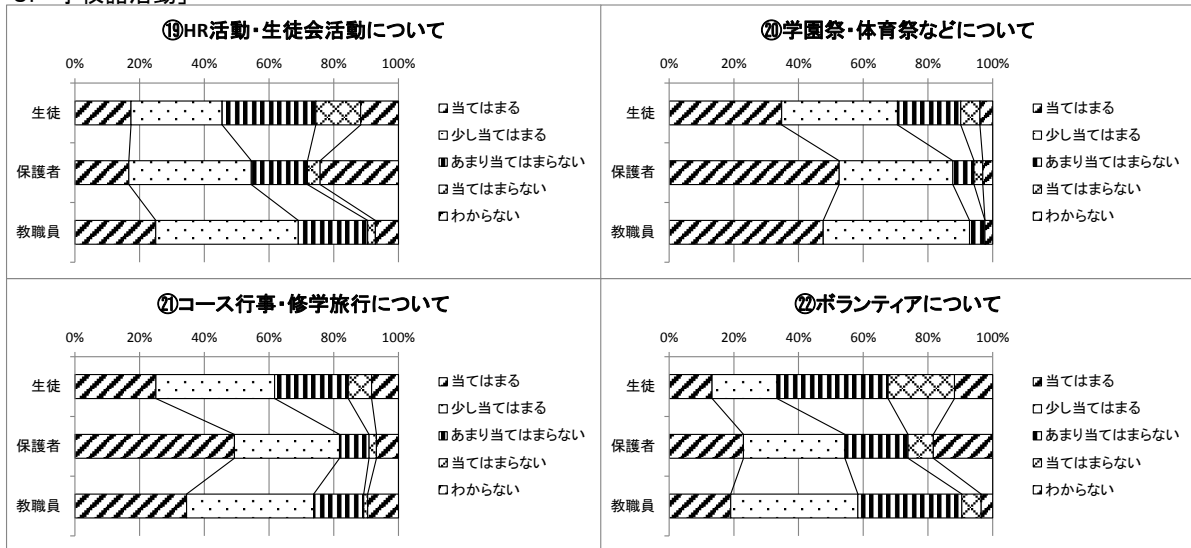 ⑲HR活動・生徒会活動について
0% 20% 40% 60% 80% 100%
生徒
保護者
教職員
当てはまる
少し当てはまる
あまり当てはまらない
当てはまらない
わからない
⑳学園祭・体育祭などについて
0% 20% 40% 60% 80% 100%
生徒
保護者
教職員
当てはまる
少し当てはまる
あまり当てはまらない
当てはまらない
わからない
㉑コース行事・修学旅行について
0% 20% 40% 60% 80% 100%
生徒
保護者
教職員
当てはまる
少し当てはまる
あまり当てはまらない
当てはまらない
わからない
㉒ボランティアについて
0% 20% 40% 60% 80% 100%
生徒
保護者
教職員
当てはまる
少し当てはまる
あまり当てはまらない
当てはまらない
わからない